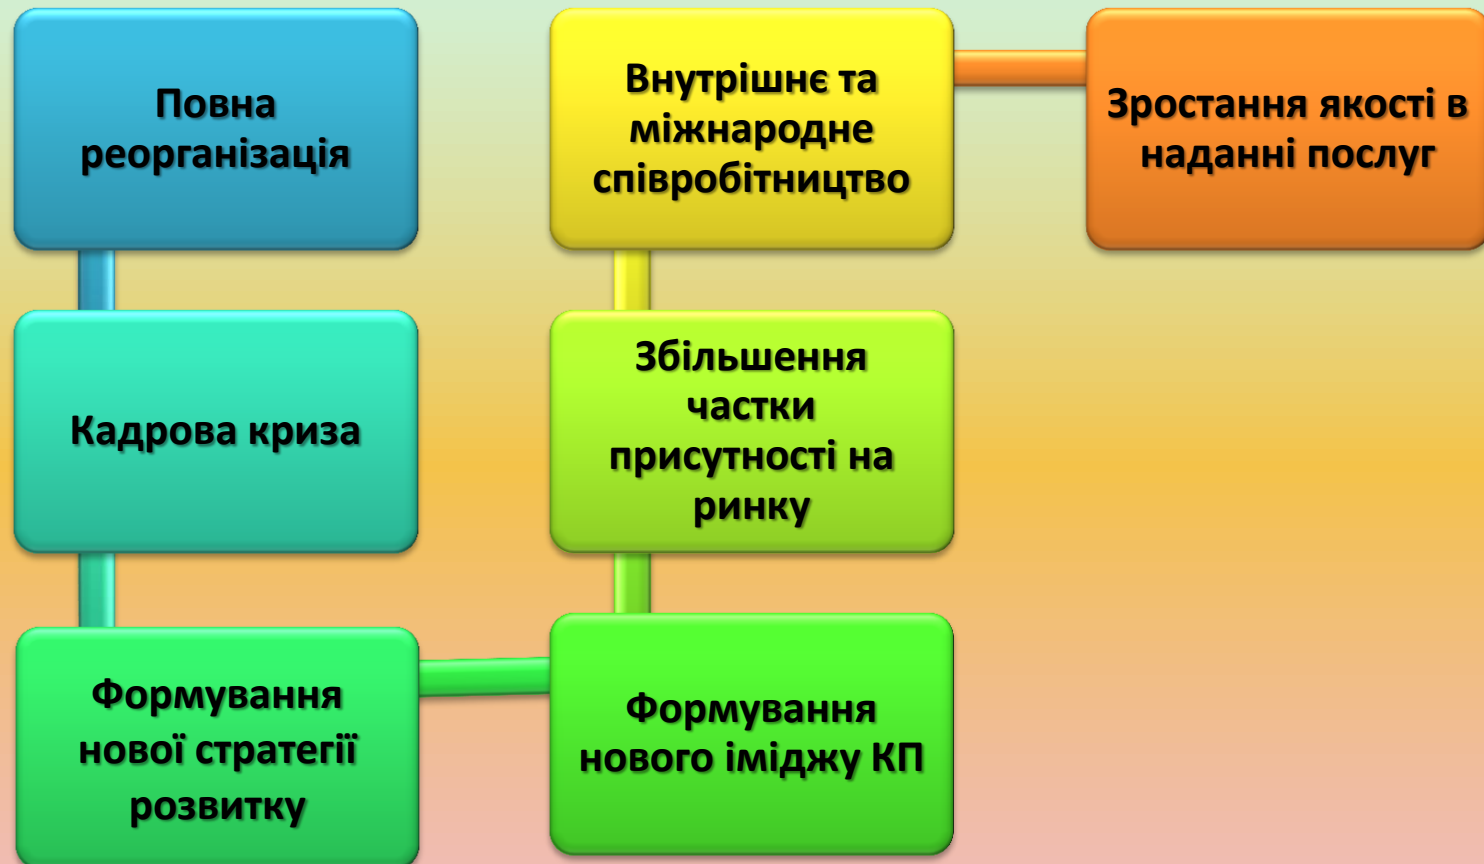 Повна
реорганізація
Кадрова криза
Формування
нової стратегії
розвитку
Формування
нового іміджу КП
Збільшення
частки
присутності на
ринку
Внутрішнє та
міжнародне
співробітництво
Зростання якості в
наданні послуг